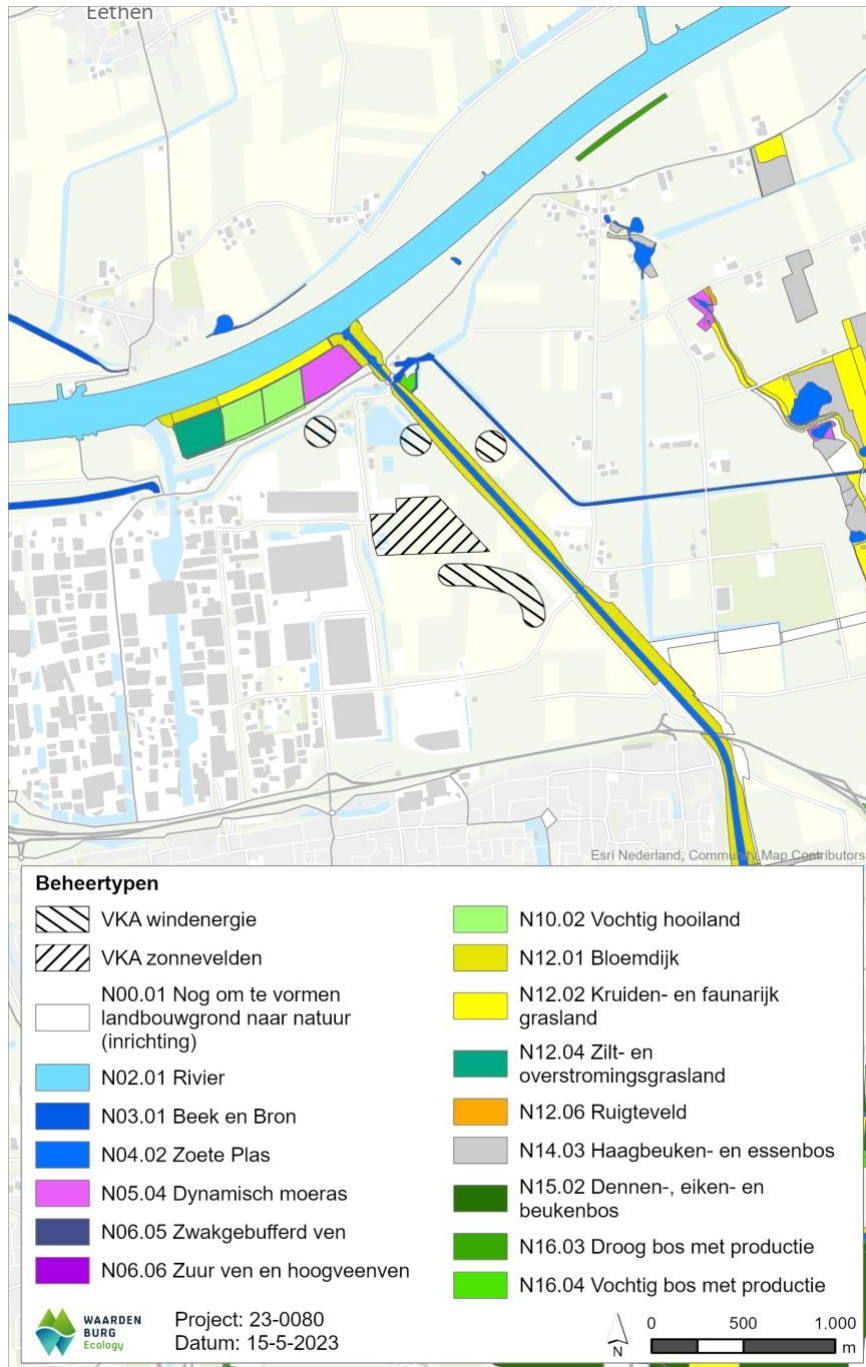 Eethen
Esri Nederland, Community Map Contributors
Beheertypen
VKA windenergie
VKA zonnevelden
N00.01 Nog om te vormen
landbouwgrond naar natuur
(inrichting)
N02.01 Rivier
N03.01 Beek en Bron
N04.02 Zoete Plas
N05.04 Dynamisch moeras
N06.05 Zwakgebufferd ven
N06.06 Zuur ven en hoogveenven
N10.02 Vochtig hooiland
N12.01 Bloemdijk
N12.02 Kruiden- en faunarijk
grasland
N12.04 Zilt- en
overstromingsgrasland
N12.06 Ruigteveld
N14.03 Haagbeuken- en essenbos
N15.02 Dennen-, eiken- en
beukenbos
N16.03 Droog bos met productie
N16.04 Vochtig bos met productie
WAARDEN
BURG
Ecology
Project: 23-0080
Datum: 15-5-2023
N
0 500 1.000
m